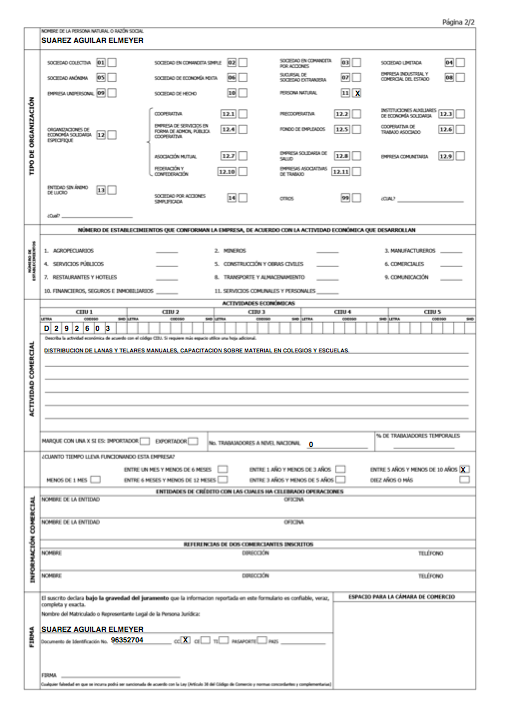 Página 2/2
NOMBRE DE LA PERSONA NATURAL O RAZÓN SOCIAL
SUAREZ AGUILAR ELMEYER
TIPO DE ORGANIZACIÓN
SOCIEDAD COLECTIVA 01 SOCIEDAD EN COMANDITA SIMPLE 02 SOCIEDAD EN COMANDITA POR ACCIONES 03 SOCIEDAD LIMITADA 04
SOCIEDAD ANÓNIMA 05 SOCIEDAD DE ECONOMÍA MIXTA 06 SUCURSAL DE SOCIEDAD EXTRANJERA 07 EMPRESA INDUSTRIAL Y COMERCIAL DEL ESTADO 08
EMPRESA UNIPERSONAL 09 SOCIEDAD DE HECHO 10 PERSONA NATURAL 11 X
ORGANIZACIONES DE ECONOMÍA SOLIDARIA ESPECIFIQUE 12
COOPERATIVA 12.1 PRECOOPERATIVA 12.2 INSTITUCIONES AUXILIARES DE ECONOMÍA SOLIDARIA 12.3
EMPRESA DE SERVICIOS EN FORMA DE ADMON, PÚBLICA COOPERATIVA 12.4 FONDO DE EMPLEADOS 12.5 COOPERATIVA DE TRABAJO ASOCIADO 12.6
ASOCIACIÓN MUTUAL 12.7 EMPRESA SOLIDARIA DE SALUD 12.8 EMPRESA COMUNITARIA 12.9
FEDERACIÓN Y CONFEDERACIÓN 12.10 EMPRESAS ASOCIATIVAS DE TRABAJO 12.11
ENTIDAD SIN ÁNIMO DE LUCRO 13 SOCIEDAD POR ACCIONES SIMPLIFICADA 14 OTROS 99 ¿CUAL?
¿Cual?
NÚMERO DE ESTABLECIMIENTOS
NÚMERO DE ESTABLECIMIENTOS QUE CONFORMAN LA EMPRESA, DE ACUERDO CON LA ACTIVIDAD ECONÓMICA QUE DESARROLLAN
1. AGROPECUARIOS 2. MINEROS 3. MANUFACTUREROS
4. SERVICIOS PÚBLICOS 5. CONSTRUCCIÓN Y OBRAS CIVILES 6. COMERCIALES
7. RESTAURANTES Y HOTELES 8. TRANSPORTE Y ALMACENAMIENTO 9. COMUNICACIÓN
10. FINANCIEROS, SEGUROS E INMOBILIARIOS 11. SERVICIOS COMUNALES Y PERSONALES
ACTIVIDAD COMERCIAL
ACTIVIDADES ECONÓMICAS
CIIU 1 CIIU 2 CIIU 3 CIIU 4 CIIU 5
LETRA CODIGO SHD LETRA CODIGO SHD LETRA CODIGO SHD LETRA CODIGO SHD LETRA CODIGO SHD
D 2 9 2 6 0 3
Describa la actividad económica de acuerdo con el código CIIU. Si requiere más espacio utilice una hoja adicional.
DISTRIBUCION DE LANAS Y TELARES MANUALES, CAPACITACION SOBRE MATERIAL EN COLEGIOS Y ESCUELAS.
MARQUE CON UNA X SI ES: IMPORTADOR EXPORTADOR No. TRABAJADORES A NIVEL NACIONAL 0 % DE TRABAJADORES TEMPORALES
¿CUANTO TIEMPO LLEVA FUNCIONANDO ESTA EMPRESA?
ENTRE UN MES Y MENOS DE 6 MESES ENTRE 1 AÑO Y MENOS DE 3 AÑOS ENTRE 5 AÑOS Y MENOS DE 10 AÑOS X
MENOS DE 1 MES ENTRE 6 MESES Y MENOS DE 12 MESES ENTRE 3 AÑOS Y MENOS DE 5 AÑOS DIEZ AÑOS O MÁS
INFORMACIÓN COMERCIAL
ENTIDADES DE CRÉDITO CON LAS CUALES HA CELEBRADO OPERACIONES
NOMBRE DE LA ENTIDAD OFICINA
NOMBRE DE LA ENTIDAD OFICINA
REFERENCIAS DE DOS COMERCIANTES INSCRITOS
NOMBRE DIRECCIÓN TELÉFONO
NOMBRE DIRECCIÓN TELÉFONO
FIRMA
El suscrito declara bajo la gravedad del juramento que la información reportada en este formulario es confiable, veraz, completa y exacta.
ESPACIO PARA LA CÁMARA DE COMERCIO
Nombre del Matriculado o Representante Legal de la Persona Jurídica:
SUAREZ AGUILAR ELMEYER
Documento de Identificación No. 96352704 CC X CE TI PASAPORTE PAIS
FIRMA
Cualquier falsedad en que se incurra podrá ser sancionada de acuerdo con la Ley (Artículo 38 del Código de Comercio y normas concordantes y complementarias)